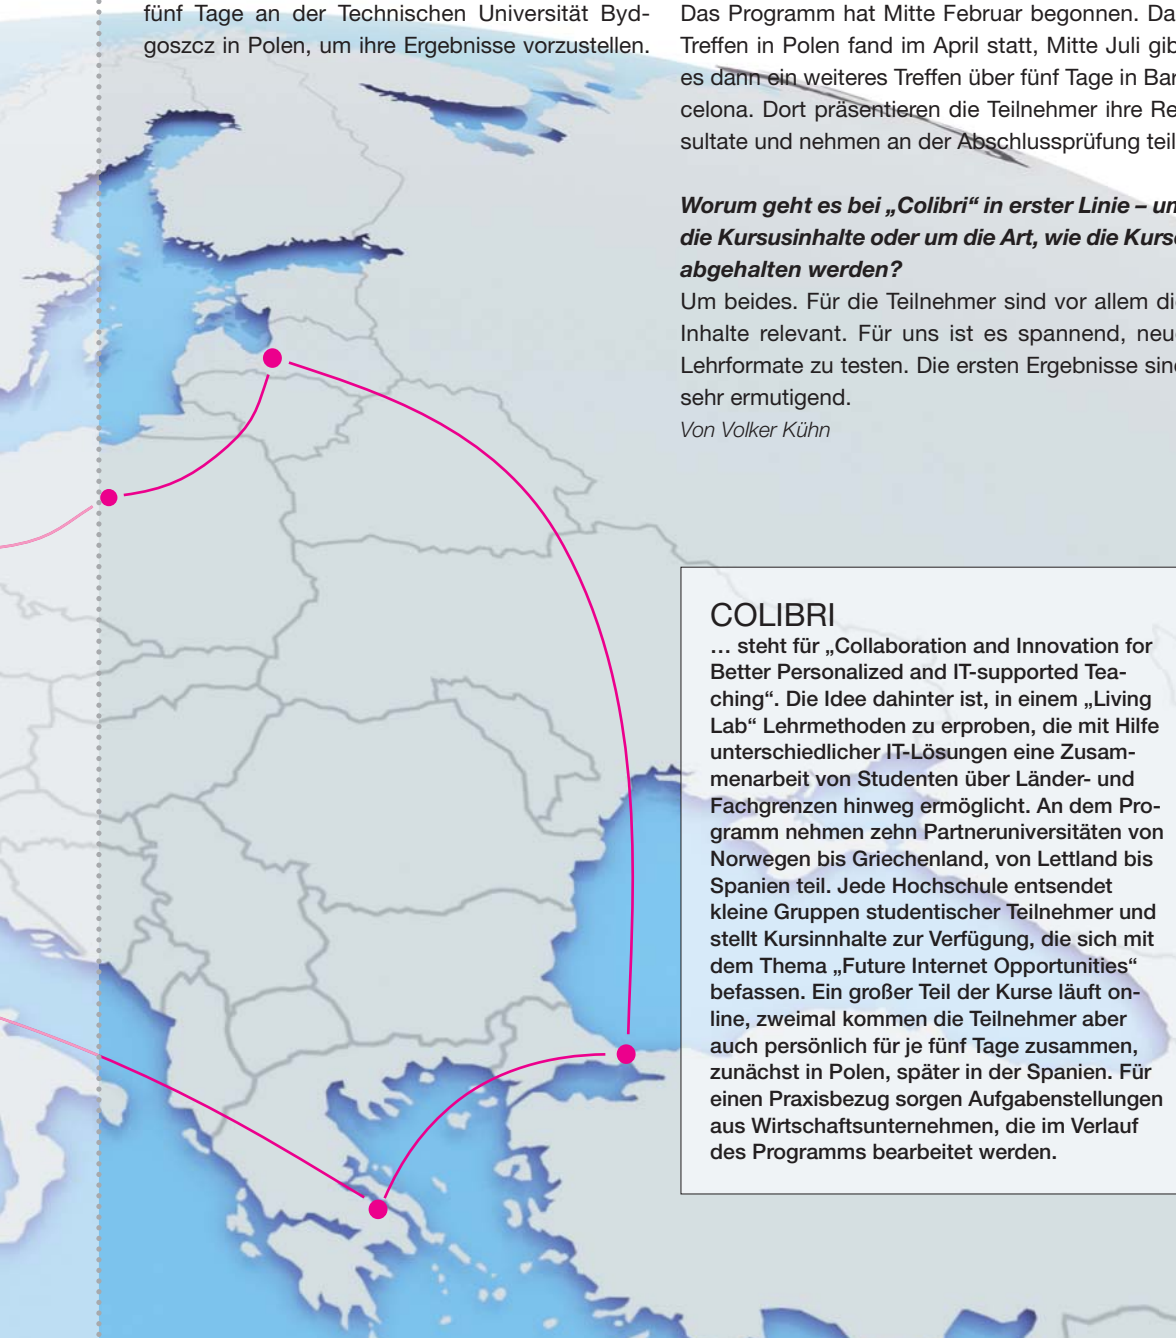 fünf Tage an der Technischen Universität Byd-
goszcz in Polen, um ihre Ergebnisse vorzustellen.
Das Programm hat Mitte Februar begonnen. Da
Treffen in Polen fand im April statt, Mitte Juli gib
es dann ein weiteres Treffen über fünf Tage in Bar
celona. Dort präsentieren die Teilnehmer ihre Re
sultate und nehmen an der Abschlussprüfung teil
Worum geht es bei „Colibri“ in erster Linie – un
die Kursusinhalte oder um die Art, wie die Kurse
abgehalten werden?
Um beides. Für die Teilnehmer sind vor allem die
Inhalte relevant. Für uns ist es spannend, neue
Lehrformate zu testen. Die ersten Ergebnisse sind
sehr ermutigend.
Von Volker Kühn
COLIBRI
… steht für „Collaboration and Innovation for
Better Personalized and IT-supported Tea-
ching“. Die Idee dahinter ist, in einem „Living
Lab“ Lehrmethoden zu erproben, die mit Hilfe
unterschiedlicher IT-Lösungen eine Zusam-
menarbeit von Studenten über Länder- und
Fachgrenzen hinweg ermöglicht. An dem Pro-
gramm nehmen zehn Partneruniversitäten von
Norwegen bis Griechenland, von Lettland bis
Spanien teil. Jede Hochschule entsendet
kleine Gruppen studentischer Teilnehmer und
stellt Kursinnhalte zur Verfügung, die sich mit
dem Thema „Future Internet Opportunities“
befassen. Ein großer Teil der Kurse läuft on-
line, zweimal kommen die Teilnehmer aber
auch persönlich für je fünf Tage zusammen,
zunächst in Polen, später in der Spanien. Für
einen Praxisbezug sorgen Aufgabenstellungen
aus Wirtschaftsunternehmen, die im Verlauf
des Programms bearbeitet werden.